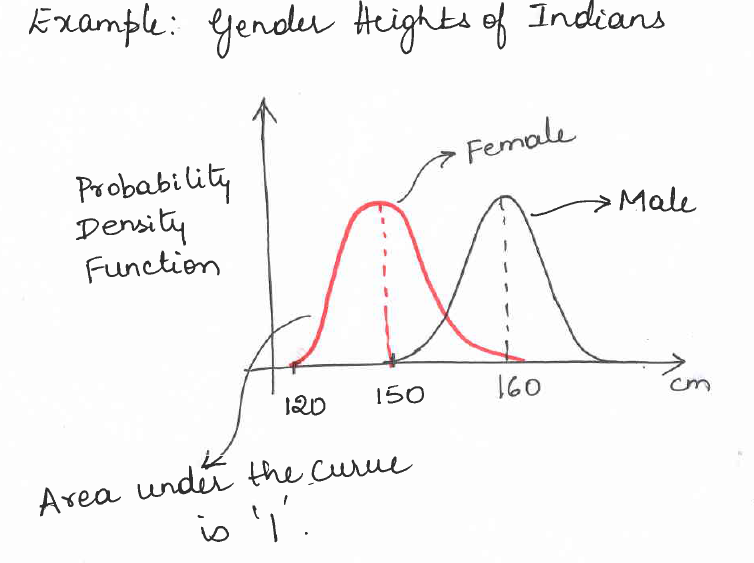 Example: Gender Heights of Indians
Female
Probability
Density
Function
Male
120
150
160
cm
Area under the curve
is '1'.